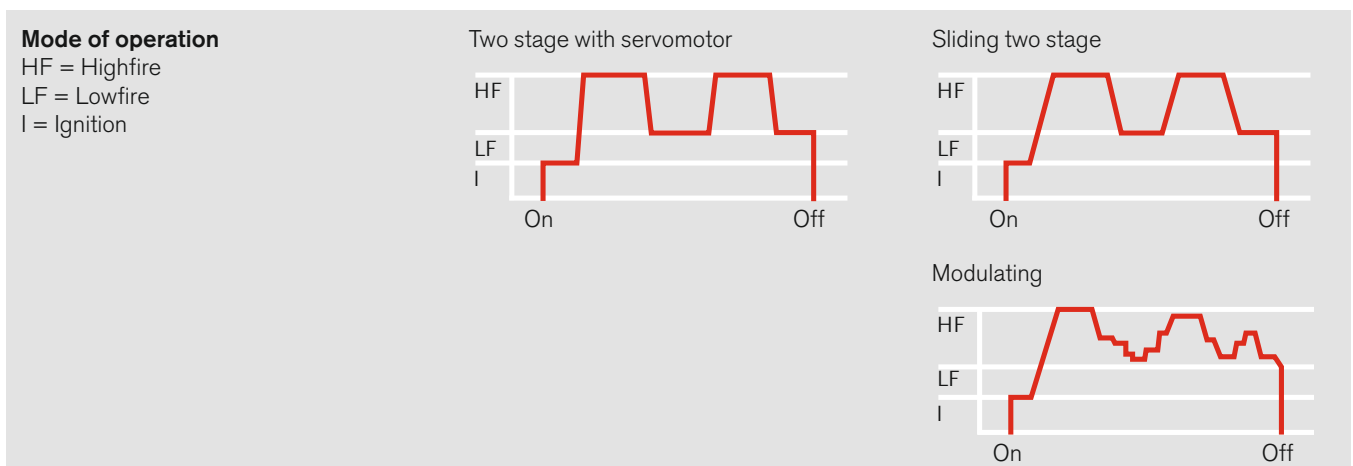 Mode of operation
HF = Highfire
LF = Lowfire
I = Ignition
Two stage with servomotor
HF
LF
I
On Off
Sliding two stage
HF
LF
I
On Off
Modulating
HF
LF
I
On Off